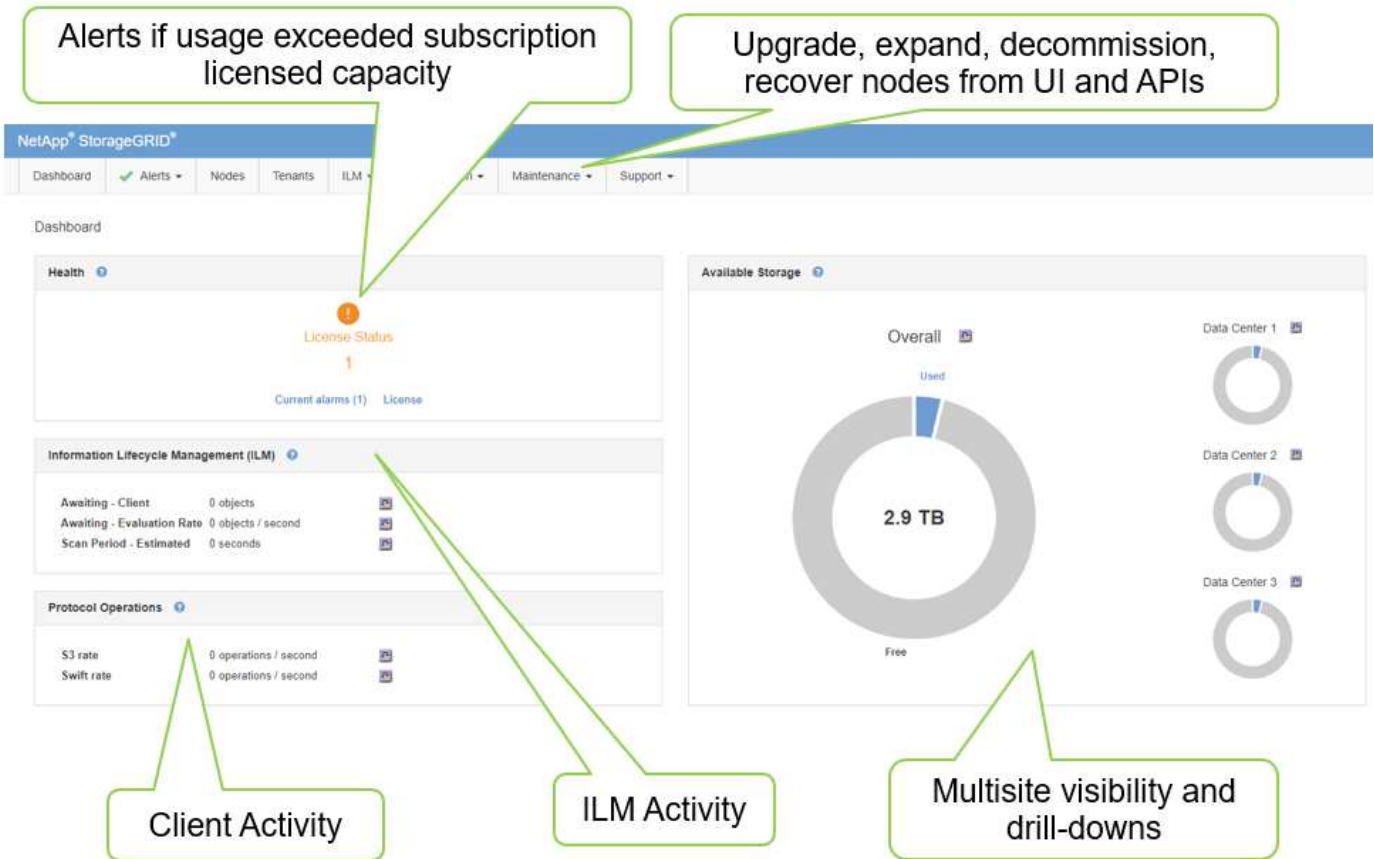 Alerts if usage exceeded subscription
licensed capacity
Upgrade, expand, decommission,
recover nodes from UI and APIs
NetApp® StorageGRID®
Dashboard
Alerts
Nodes
Tenants
ILM
Maintenance
Support
Dashboard
Health
License Status
1
Current alarms (1) License
Information Lifecycle Management (ILM)
Awaiting - Client 0 objects
Awaiting - Evaluation Rate 0 objects / second
Scan Period - Estimated 0 seconds
Protocol Operations
S3 rate 0 operations / second
Swift rate 0 operations / second
Available Storage
Overall
Used
2.9 TB
Free
Data Center 1
Data Center 2
Data Center 3
Client Activity
ILM Activity
Multisite visibility and
drill-downs